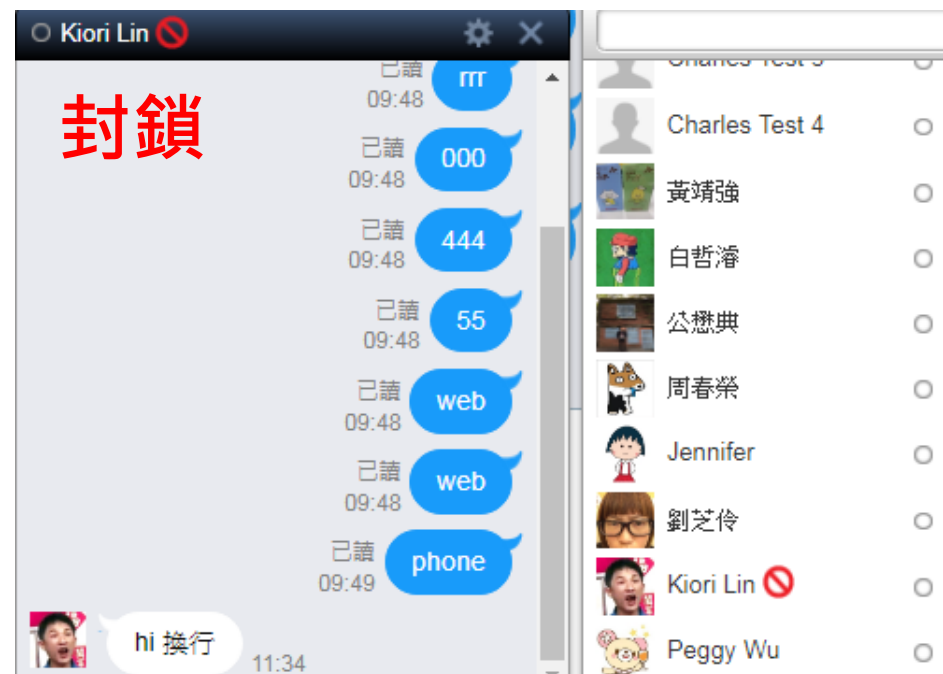 Kiori Lin
封鎖
已讀
09:48
rrr
已讀
09:48
000
已讀
09:48
444
已讀
09:48
55
已讀
09:48
web
已讀
09:48
web
已讀
09:49
phone
hi 換行
11:34
Charles Test 4
黃靖強
白哲濬
公懋典
周春榮
Jennifer
劉芝伶
Kiori Lin
Peggy Wu